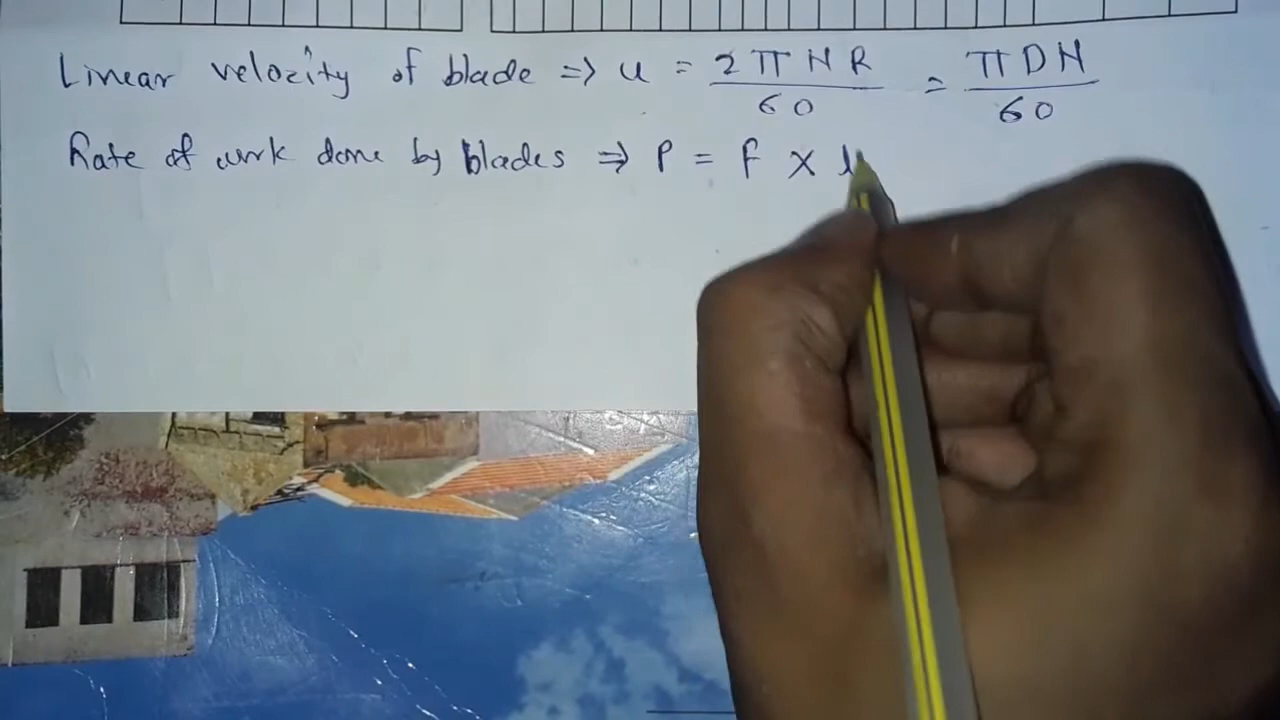 Linear velocity of blade => u = 2πNR/60 = πDN/60
Rate of work done by blades => P = F × u